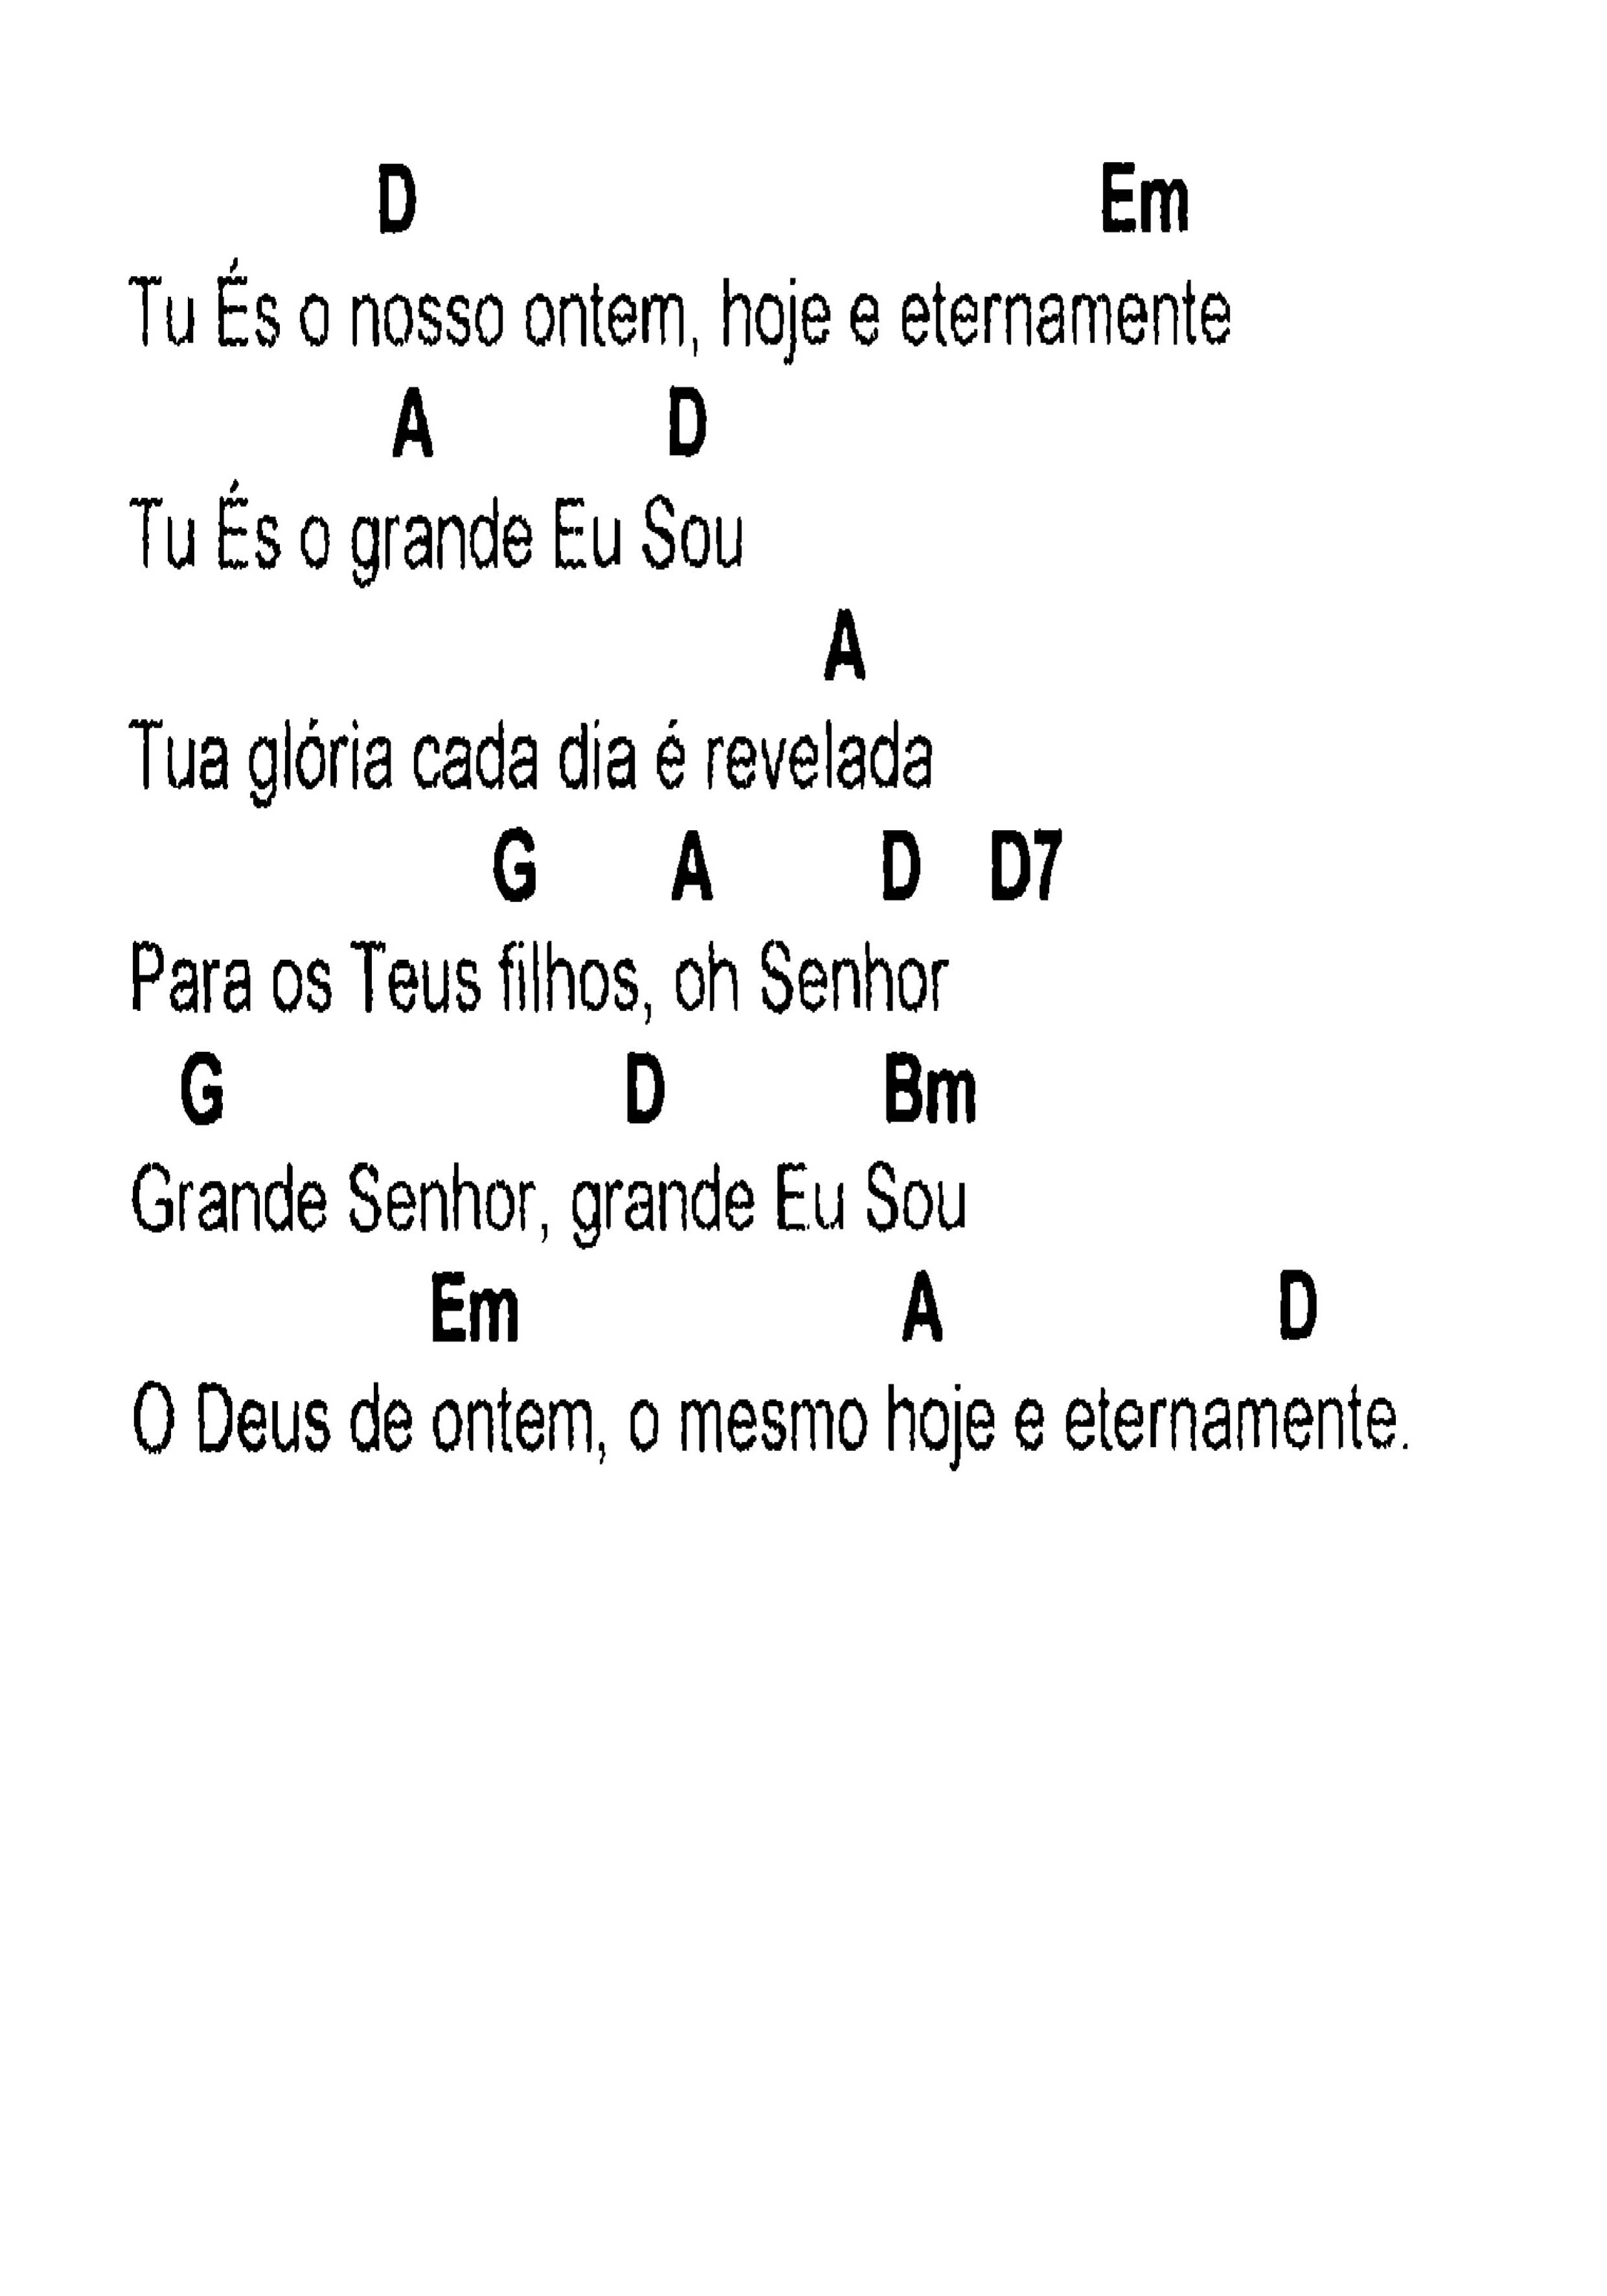 D Em
Tu És o nosso ontem, hoje e eternamente
A D
Tu És o grande Eu Sou
A
Tua glória cada dia é revelada
G A D D7
Para os Teus filhos, oh Senhor
G D Bm
Grande Senhor, grande Eu Sou
Em A D
O Deus de ontem, o mesmo hoje e eternamente.